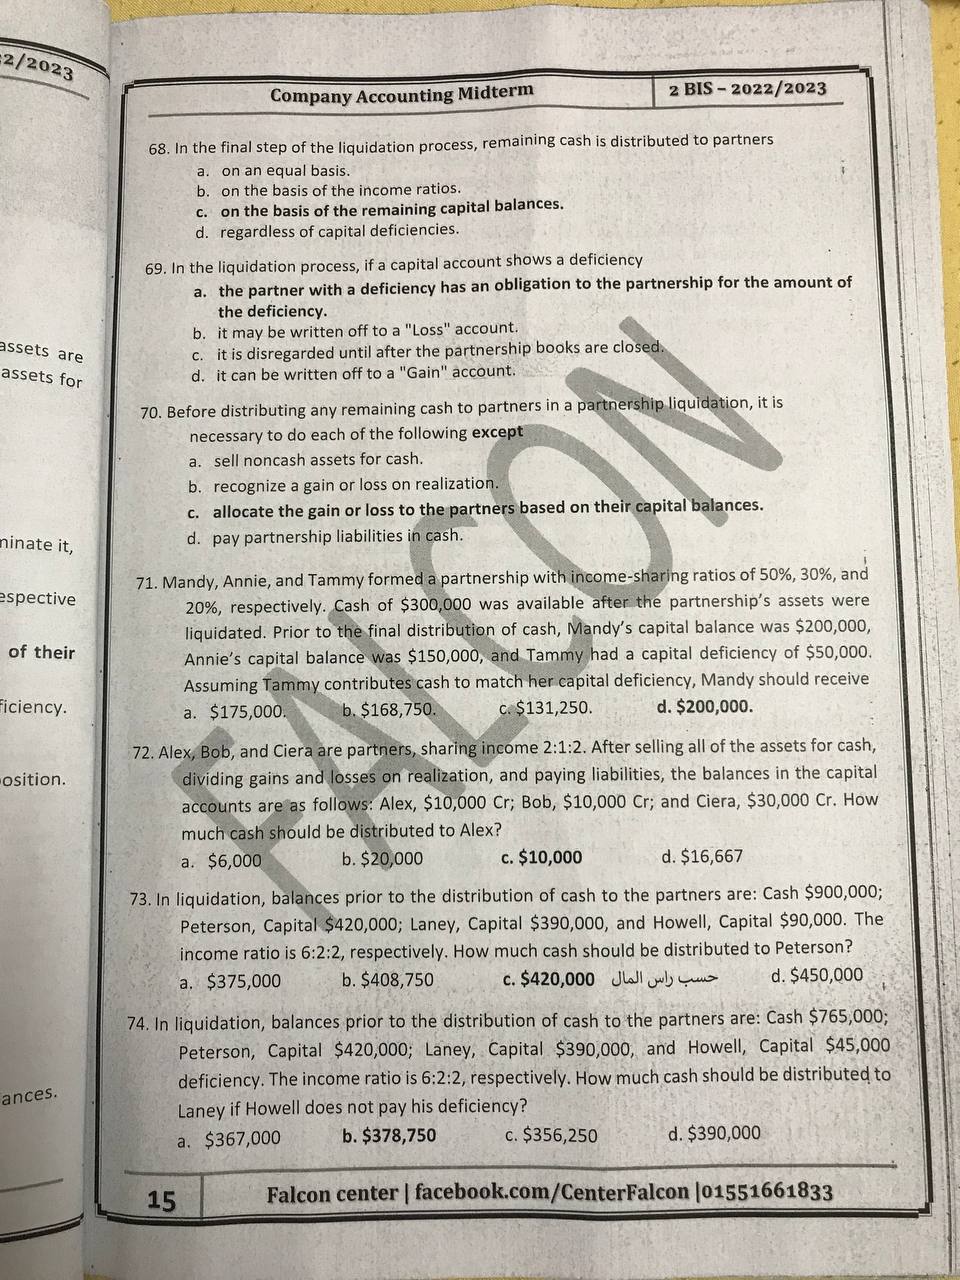 2/2023
assets are
assets for
ninate it,
espective
of their
ficiency.
osition.
ances.
Company Accounting Midterm
2 BIS – 2022/2023
68. In the final step of the liquidation process, remaining cash is distributed to partners
a. on an equal basis.
b. on the basis of the income ratios.
c. on the basis of the remaining capital balances.
d. regardless of capital deficiencies.
69. In the liquidation process, if a capital account shows a deficiency
a. the partner with a deficiency has an obligation to the partnership for the amount of
the deficiency.
b. it may be written off to a "Loss" account.
c. it is disregarded until after the partnership books are closed.
d. it can be written off to a "Gain" account.
70. Before distributing any remaining cash to partners in a partnership liquidation, it is
necessary to do each of the following except
a. sell noncash assets for cash.
b. recognize a gain or loss on realization.
c. allocate the gain or loss to the partners based on their capital balances.
d. pay partnership liabilities in cash.
71. Mandy, Annie, and Tammy formed a partnership with income-sharing ratios of 50%, 30%, and
20%, respectively. Cash of $300,000 was available after the partnership's assets were
liquidated. Prior to the final distribution of cash, Mandy's capital balance was $200,000,
Annie's capital balance was $150,000, and Tammy had a capital deficiency of $50,000.
Assuming Tammy contributes cash to match her capital deficiency, Mandy should receive
a. $175,000. b. $168,750. c. $131,250. d. $200,000.
72. Alex, Bob, and Ciera are partners, sharing income 2:1:2. After selling all of the assets for cash,
dividing gains and losses on realization, and paying liabilities, the balances in the capital
accounts are as follows: Alex, $10,000 Cr; Bob, $10,000 Cr; and Ciera, $30,000 Cr. How
much cash should be distributed to Alex?
a. $6,000 b. $20,000 c. $10,000 d. $16,667
73. In liquidation, balances prior to the distribution of cash to the partners are: Cash $900,000;
Peterson, Capital $420,000; Laney, Capital $390,000, and Howell, Capital $90,000. The
income ratio is 6:2:2, respectively. How much cash should be distributed to Peterson?
a. $375,000 b. $408,750 c. $420,000 حسب راس المال d. $450,000
74. In liquidation, balances prior to the distribution of cash to the partners are: Cash $765,000;
Peterson, Capital $420,000; Laney, Capital $390,000, and Howell, Capital $45,000
deficiency. The income ratio is 6:2:2, respectively. How much cash should be distributed to
Laney if Howell does not pay his deficiency?
a. $367,000 b. $378,750 c. $356,250 d. $390,000
FALCON
15
Falcon center | facebook.com/CenterFalcon |01551661833